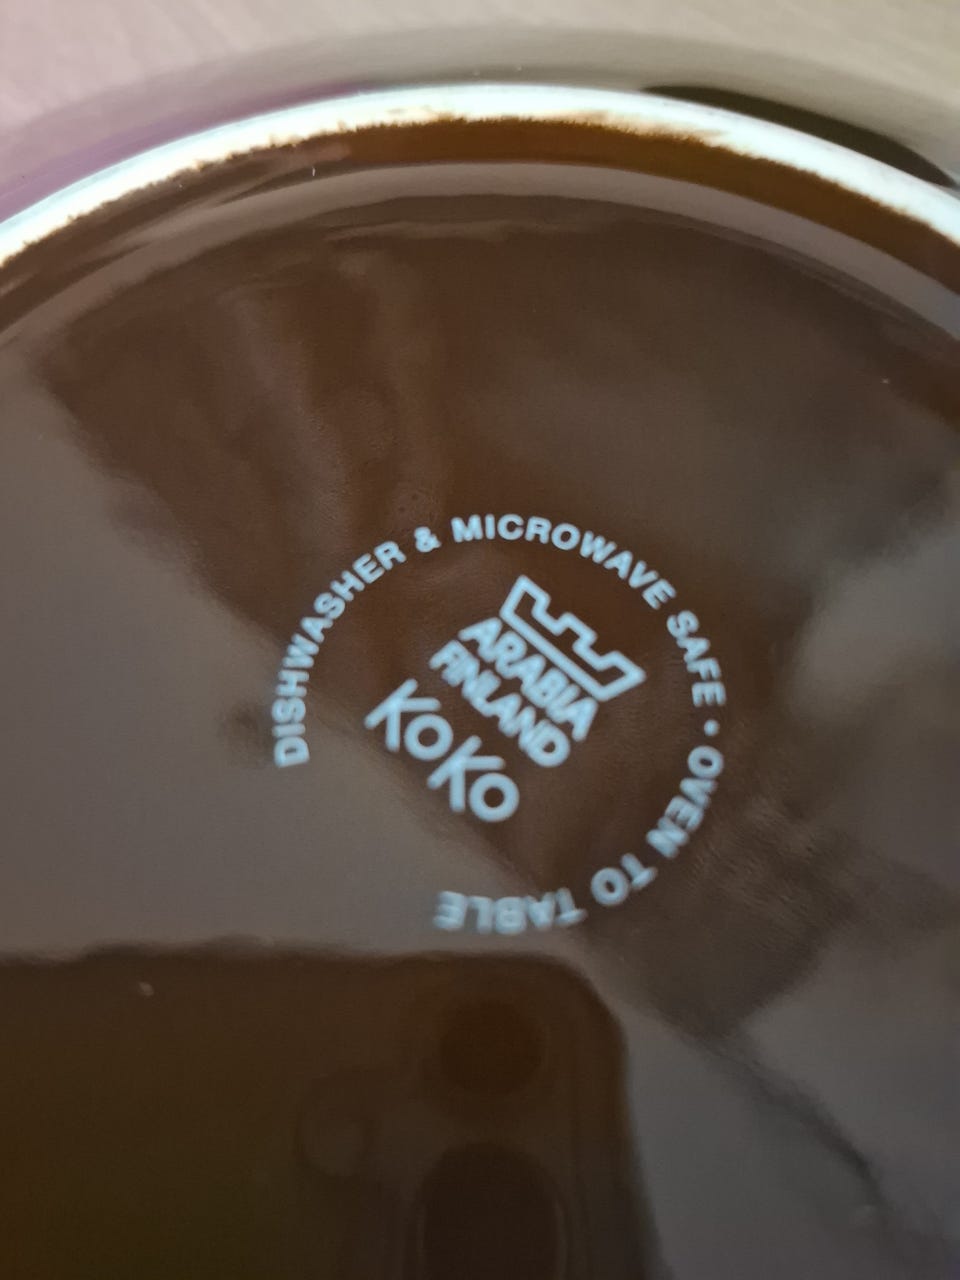 DISHWASHER & MICROWAVE SAFE • OVEN TO TABLE
ARABIA
FINLAND
KOKO